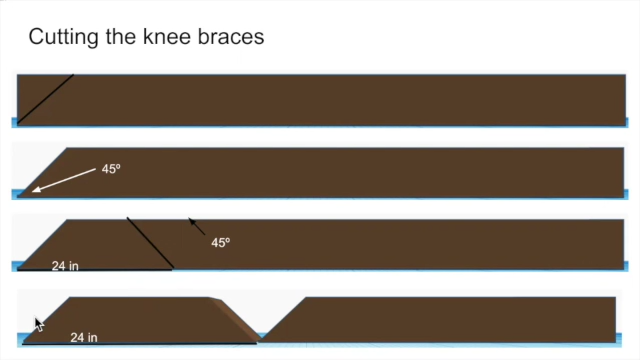 Cutting the knee braces
45º
45º
24 in
24 in